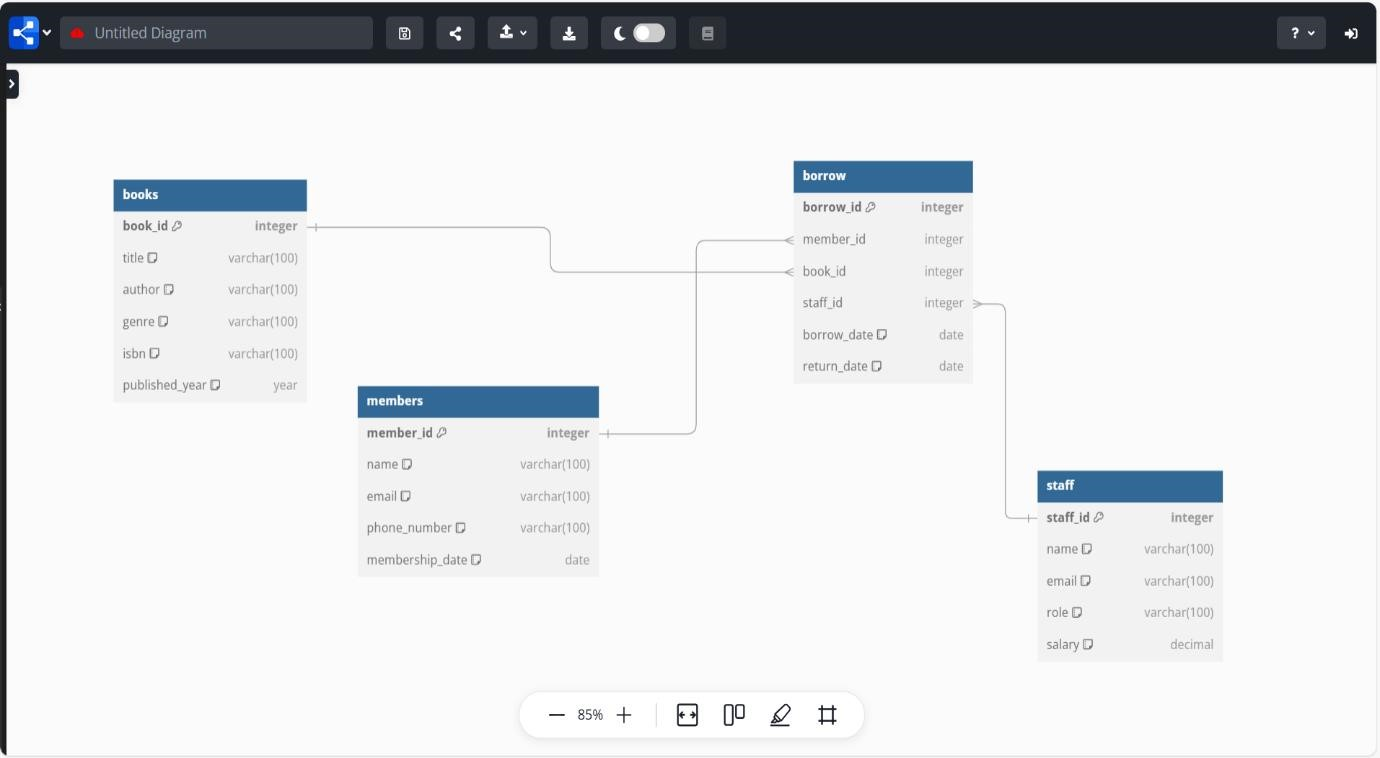 Untitled Diagram
?
books
book_id integer
title varchar(100)
author varchar(100)
genre varchar(100)
isbn varchar(100)
published_year year
members
member_id integer
name varchar(100)
email varchar(100)
phone_number varchar(100)
membership_date date
borrow
borrow_id integer
member_id integer
book_id integer
staff_id integer
borrow_date date
return_date date
staff
staff_id integer
name varchar(100)
email varchar(100)
role varchar(100)
salary decimal
85%